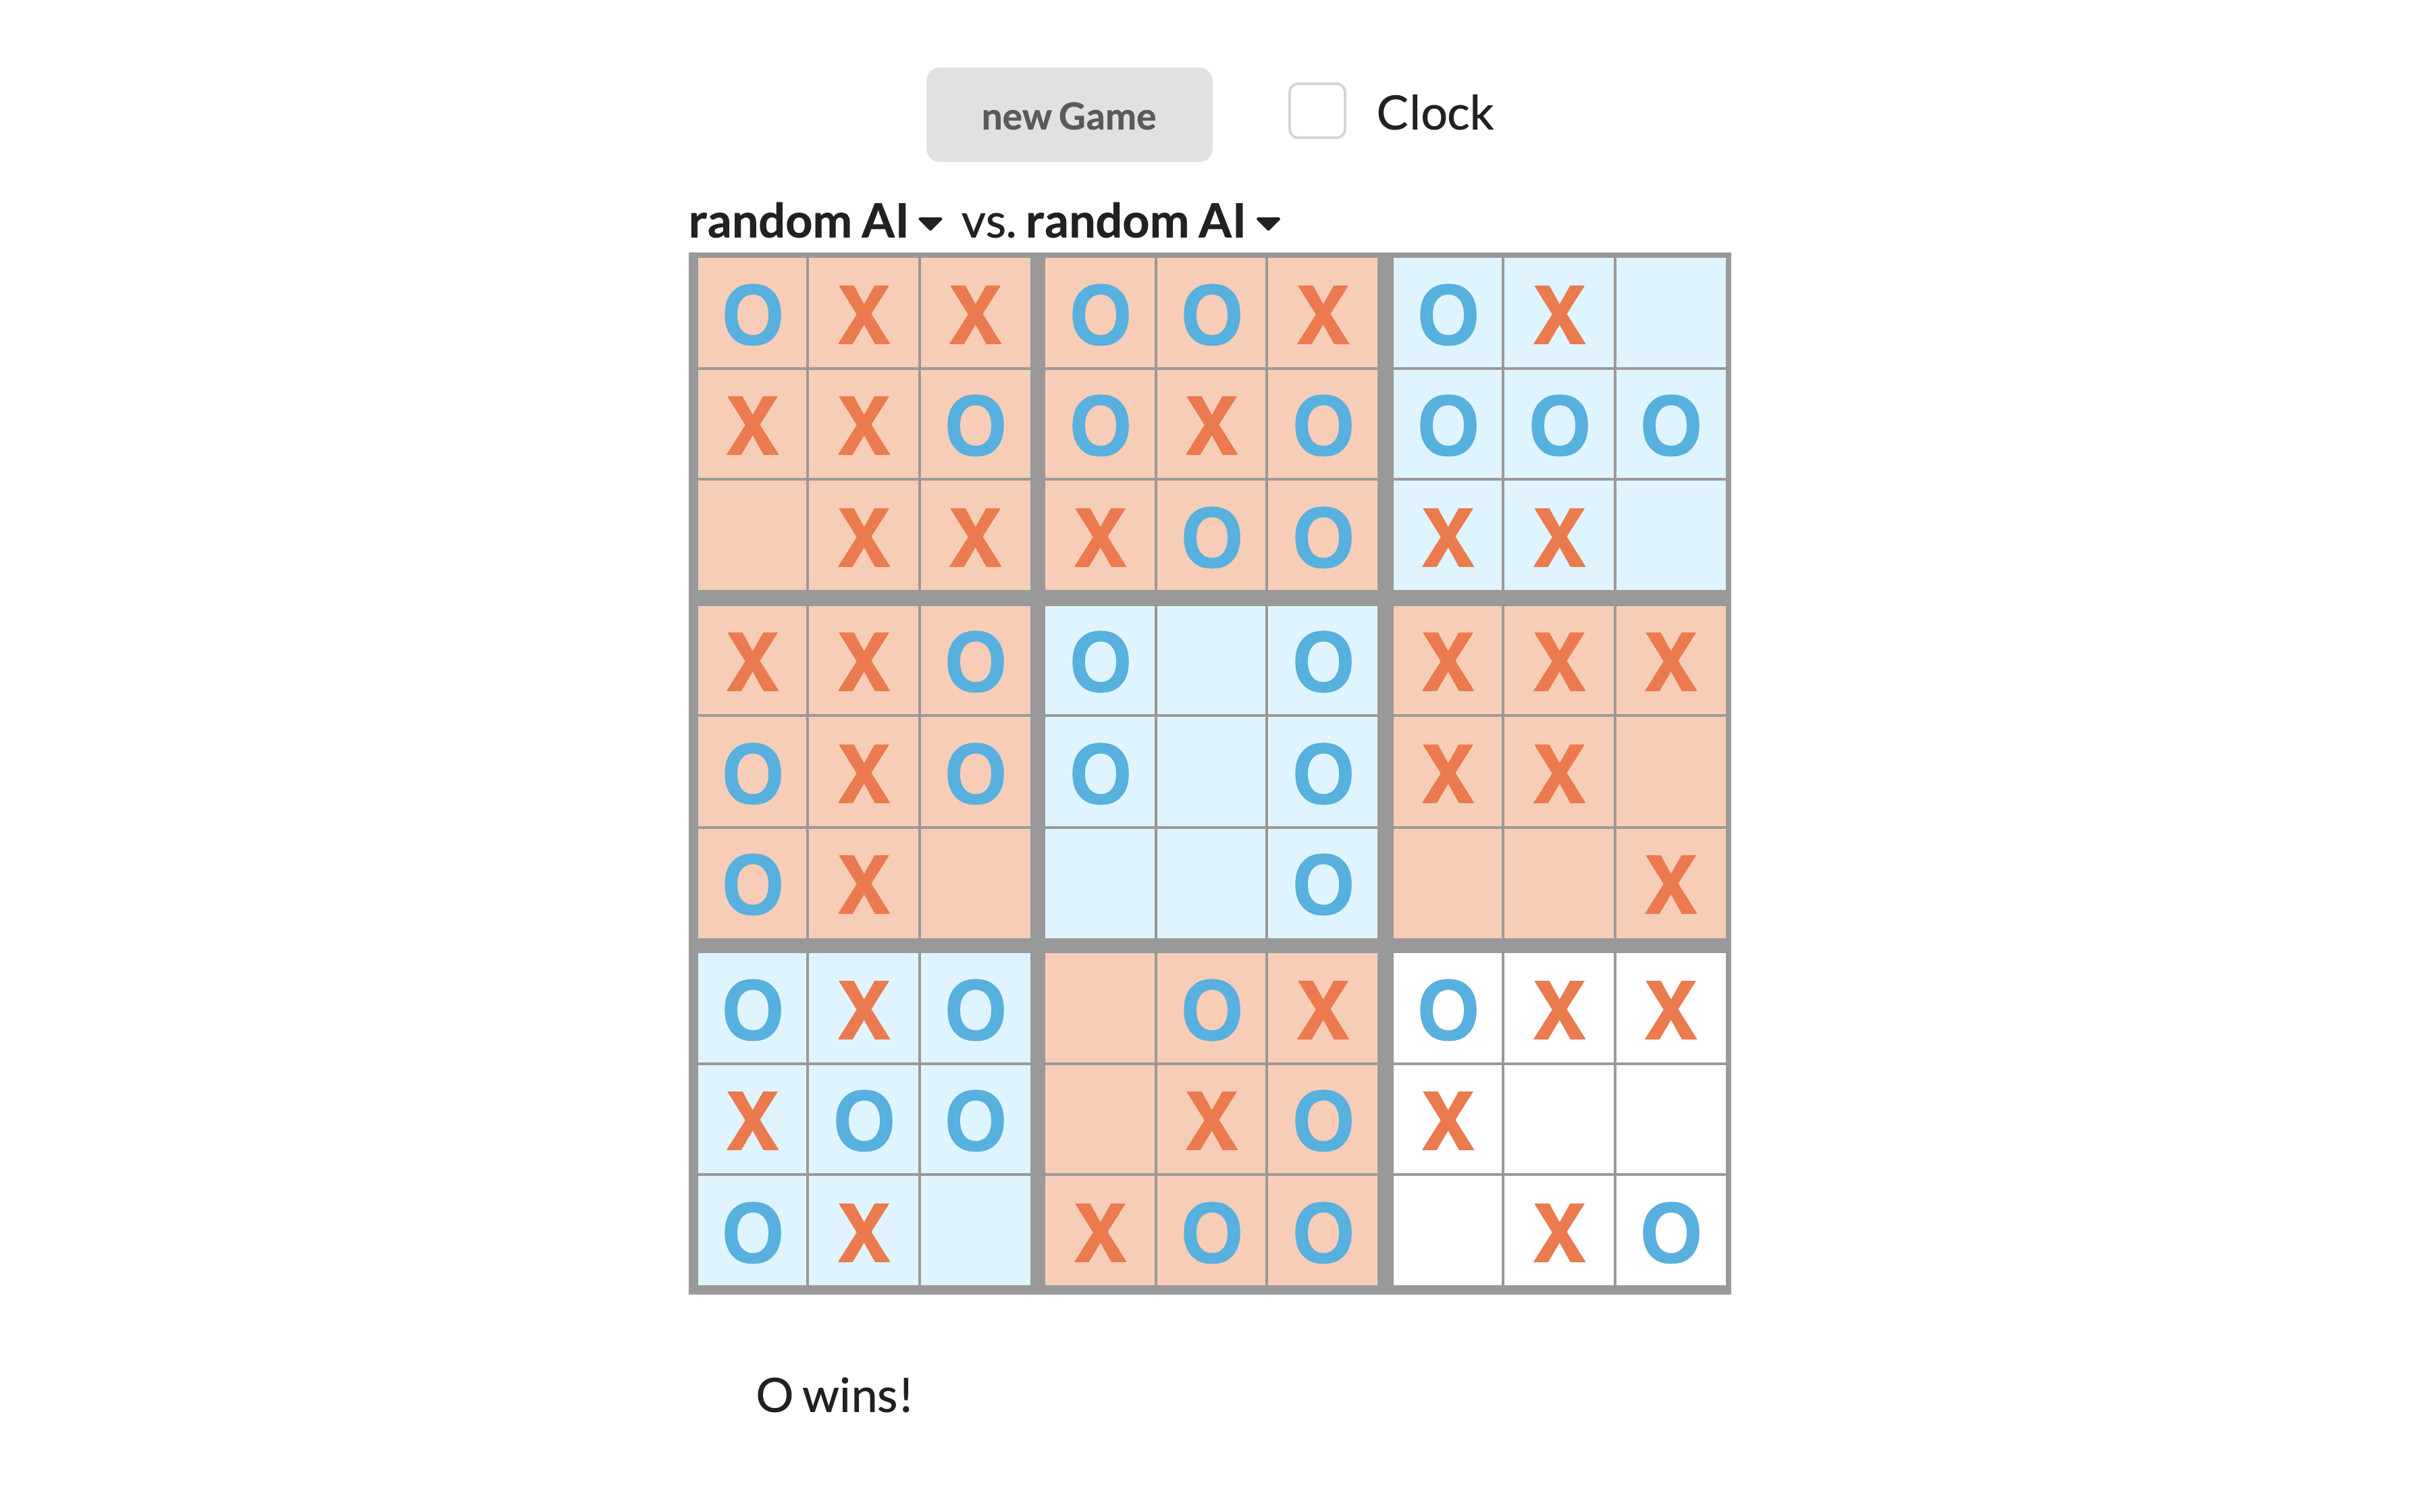 new Game Clock
random AI vs. random AI
O X X O O X O X
X X O O X O O O O
X X X O O X X
X X O O O X X X
O X O O O X X
O X O X
O X O O X O X X
X O O X O X
O X X O O X O
O wins!